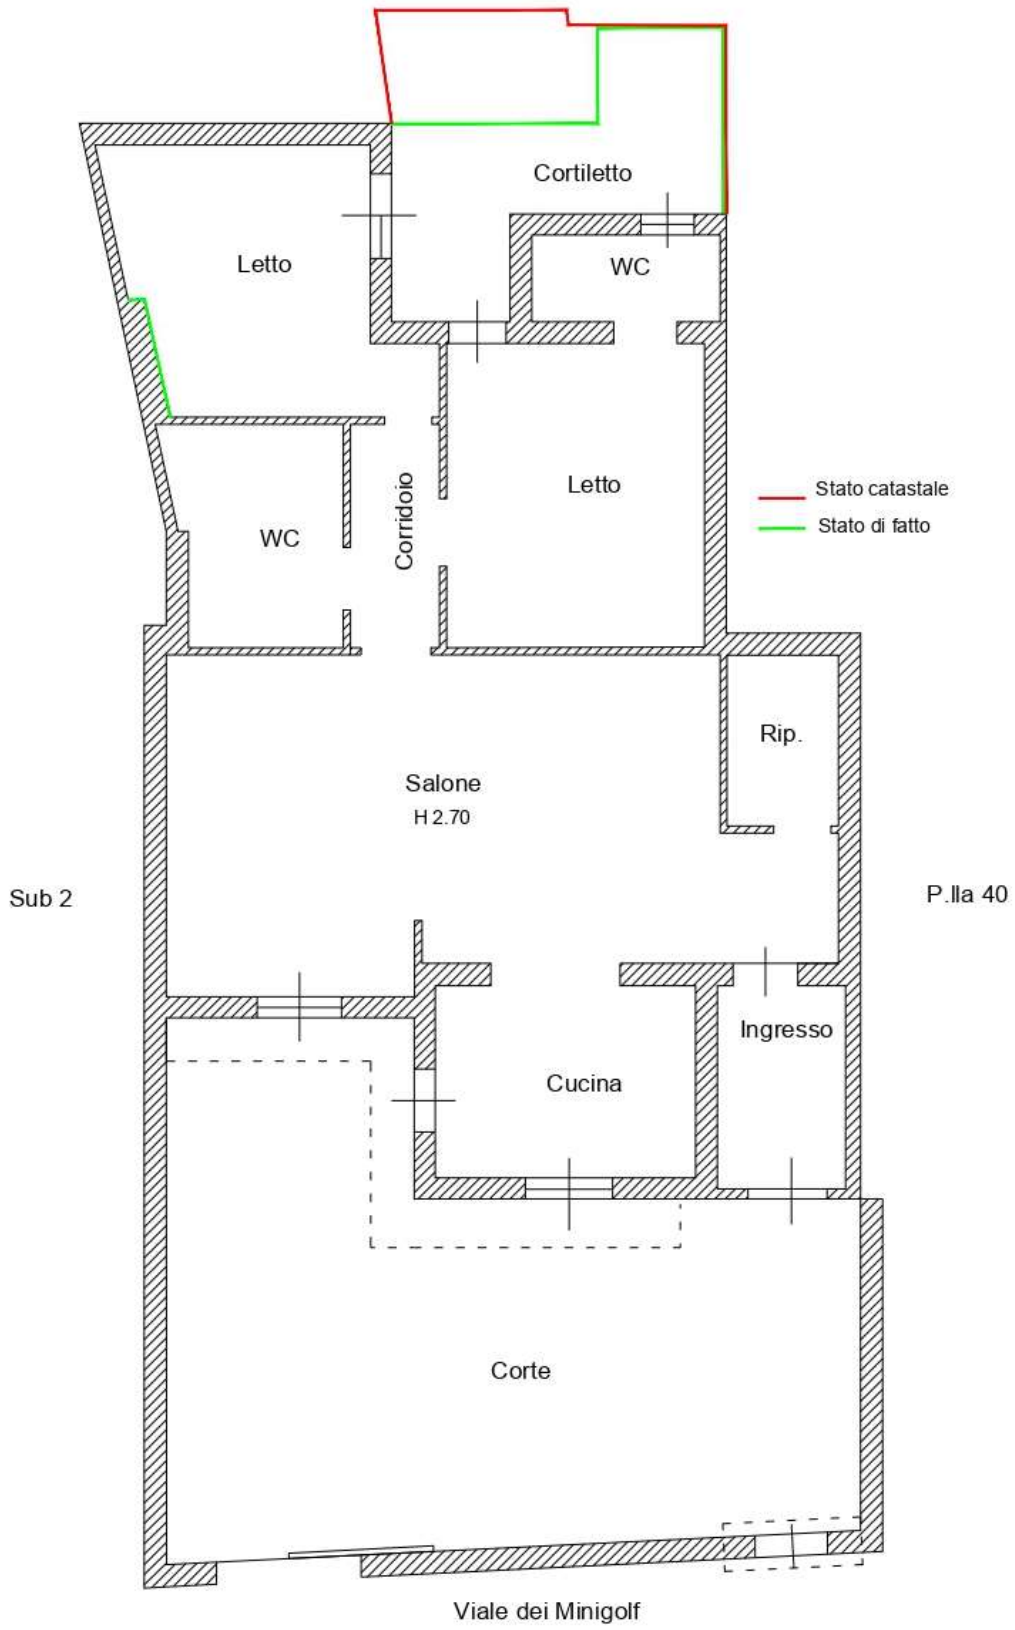 Cortiletto
Letto
WC
Letto
Stato catastale
Stato di fatto
WC
Corridoio
Rip.
Salone
H 2.70
Sub 2
P.lla 40
Ingresso
Cucina
Corte
Viale dei Minigolf